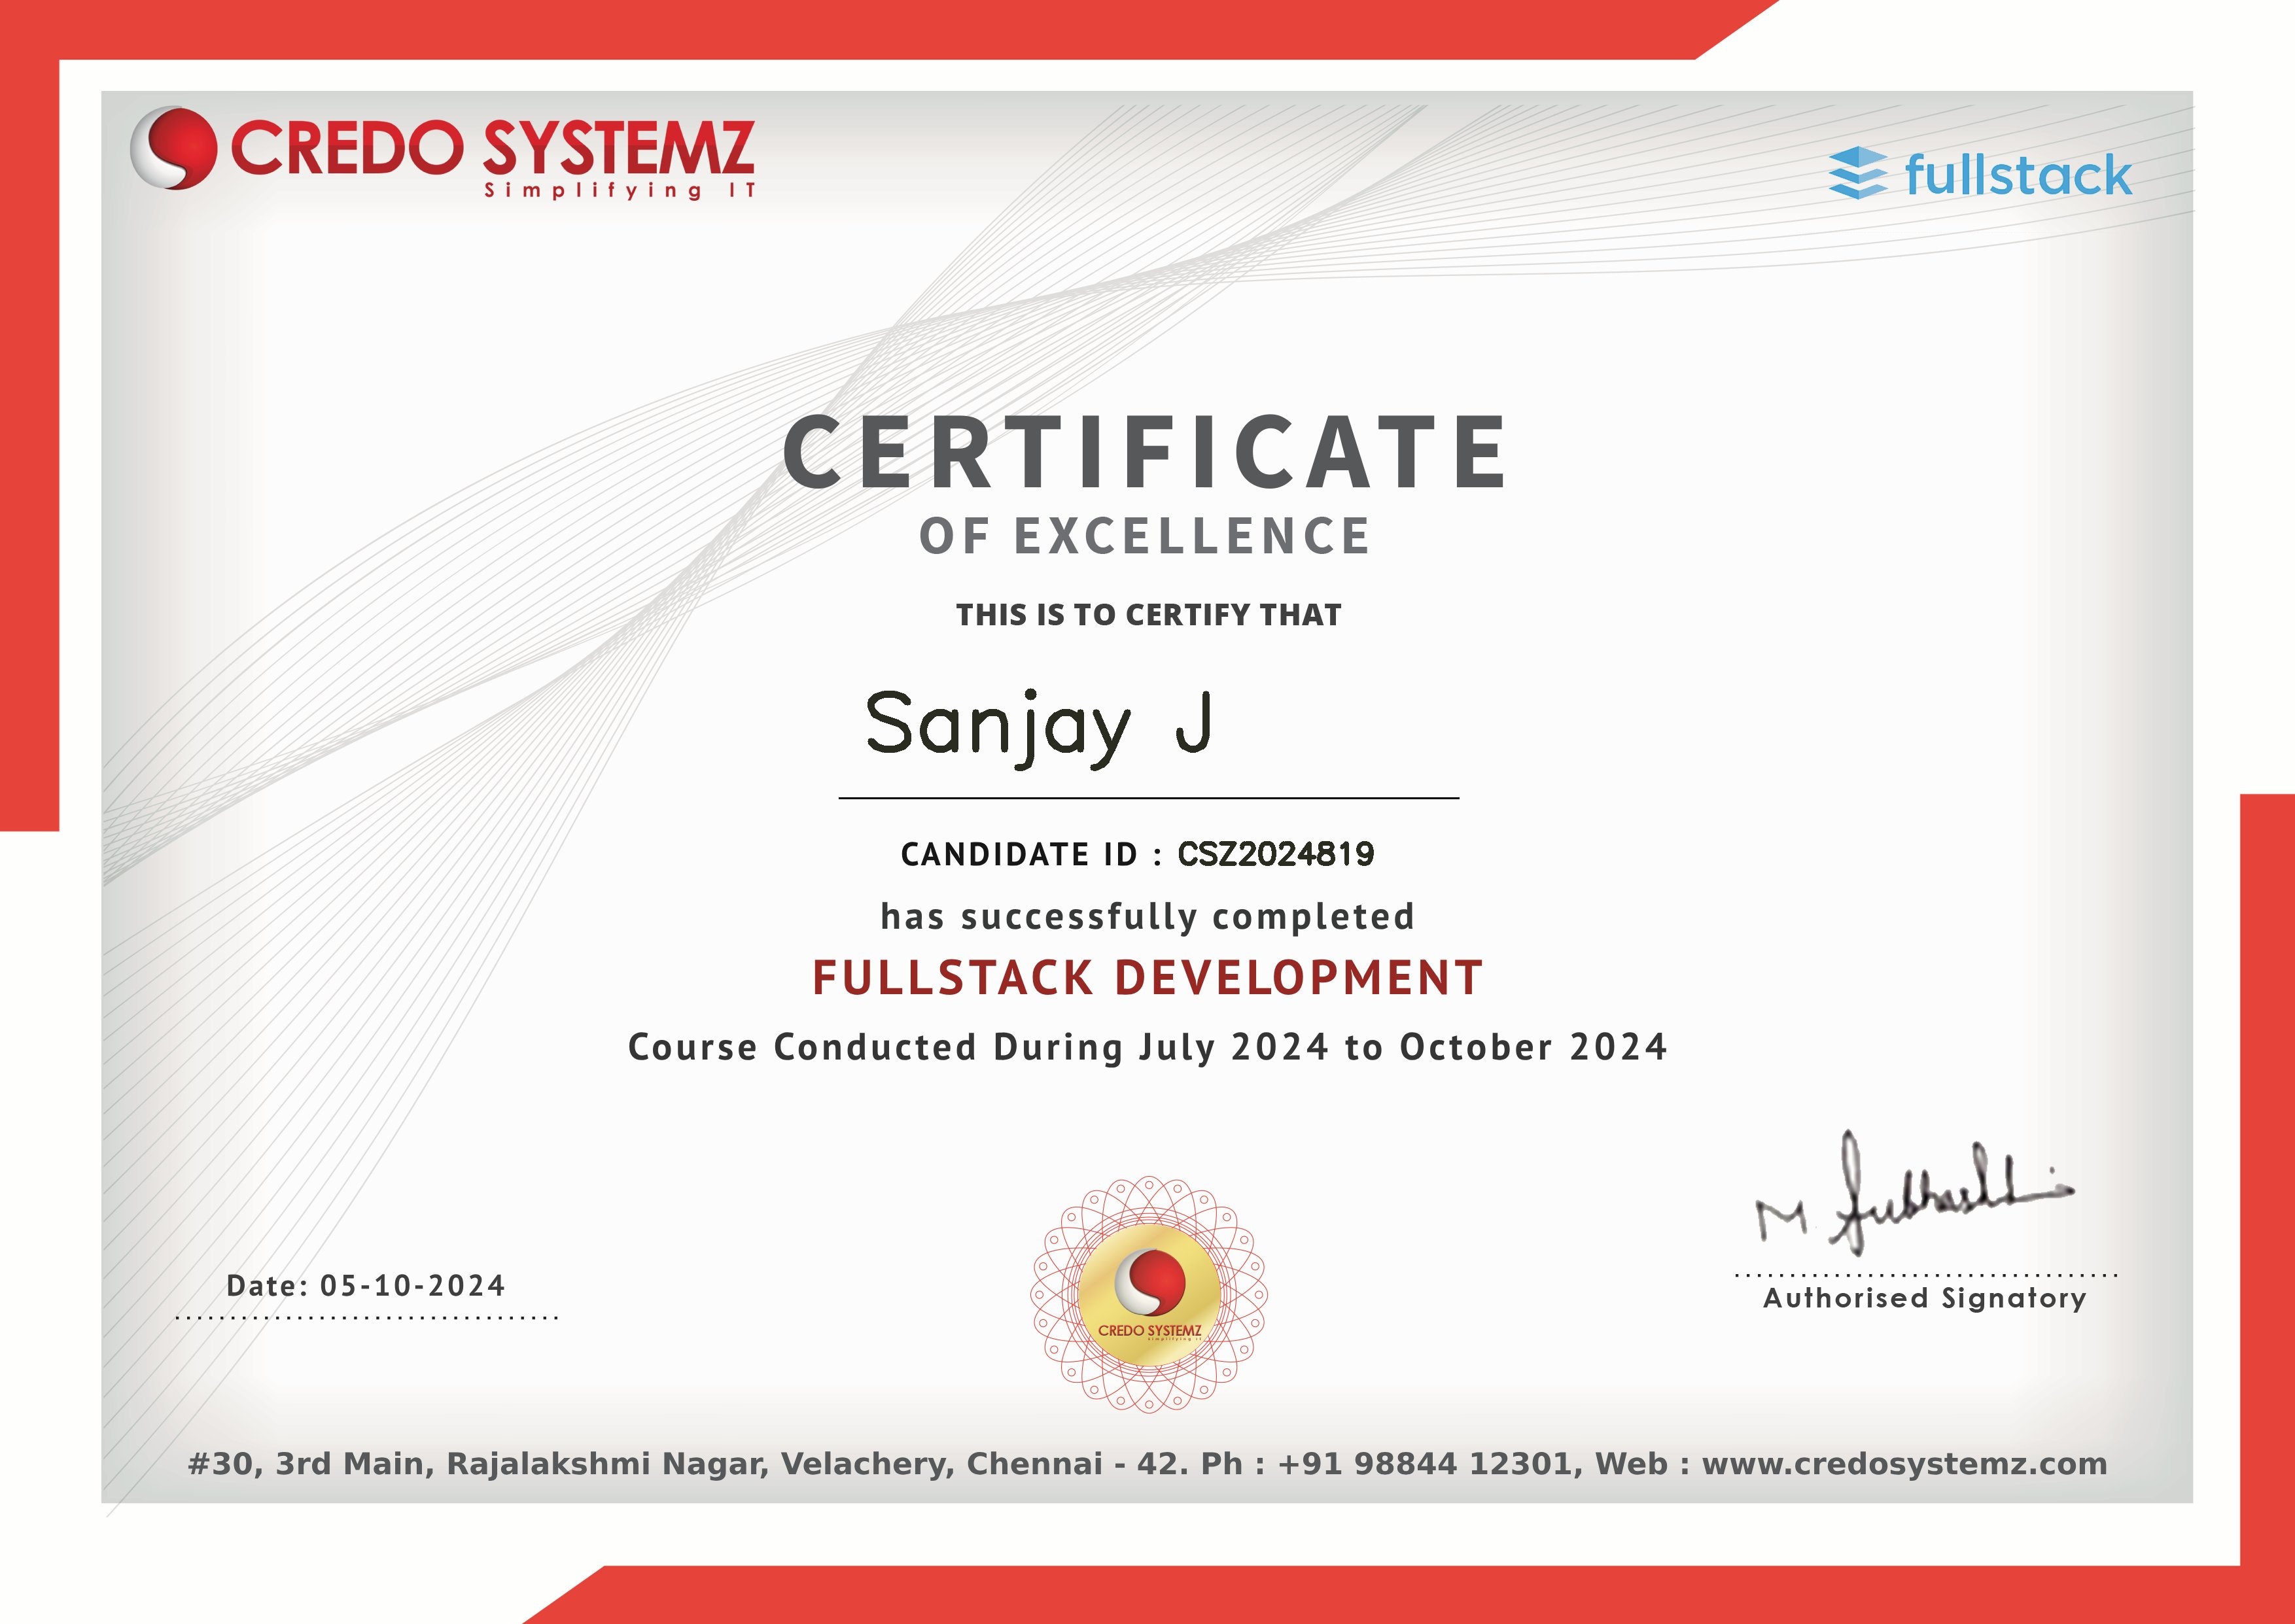 CREDO SYSTEMZ
Simplifying IT
fullstack
CERTIFICATE
OF EXCELLENCE
THIS IS TO CERTIFY THAT
Sanjay J
CANDIDATE ID : CSZ2024819
has successfully completed
FULLSTACK DEVELOPMENT
Course Conducted During July 2024 to October 2024
Date: 05-10-2024
CREDO SYSTEMZ
Simplifying IT
Authorised Signatory
#30, 3rd Main, Rajalakshmi Nagar, Velachery, Chennai - 42. Ph : +91 98844 12301, Web : www.credosystemz.com